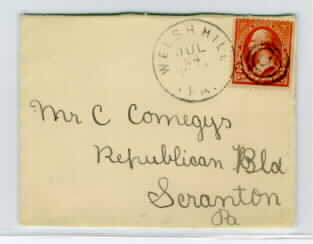 WELSH HILL
JUL
PA.
Mr C Comegys
Republican Bld
Scranton
Pa